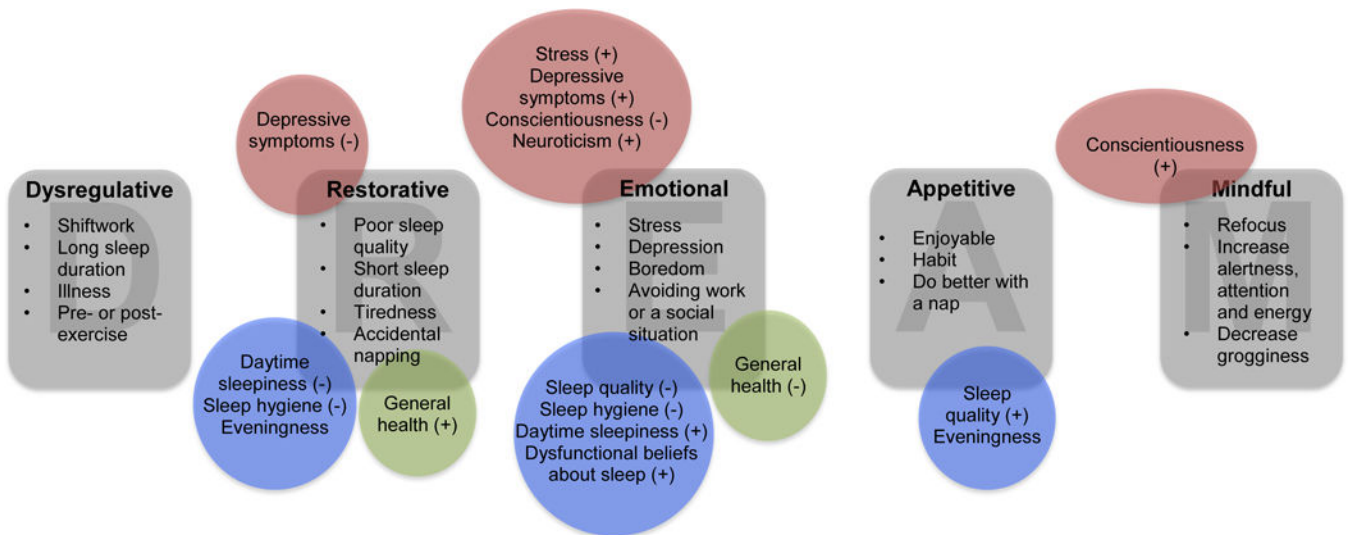 Depressive
symptoms (-)
Stress (+)
Depressive
symptoms (+)
Conscientiousness (-)
Neuroticism (+)
Conscientiousness
(+)
D
Dysregulative
• Shiftwork
• Long sleep
duration
• Illness
• Pre- or post-
exercise
R
Restorative
• Poor sleep
quality
• Short sleep
duration
• Tiredness
• Accidental
napping
E
Emotional
• Stress
• Depression
• Boredom
• Avoiding work
or a social
situation
A
Appetitive
• Enjoyable
• Habit
• Do better with
a nap
M
Mindful
• Refocus
• Increase
alertness,
attention
and energy
• Decrease
grogginess
Daytime
sleepiness (-)
Sleep hygiene (-)
Eveningness
General
health (+)
Sleep quality (-)
Sleep hygiene (-)
Daytime sleepiness (+)
Dysfunctional beliefs
about sleep (+)
General
health (-)
Sleep
quality (+)
Eveningness